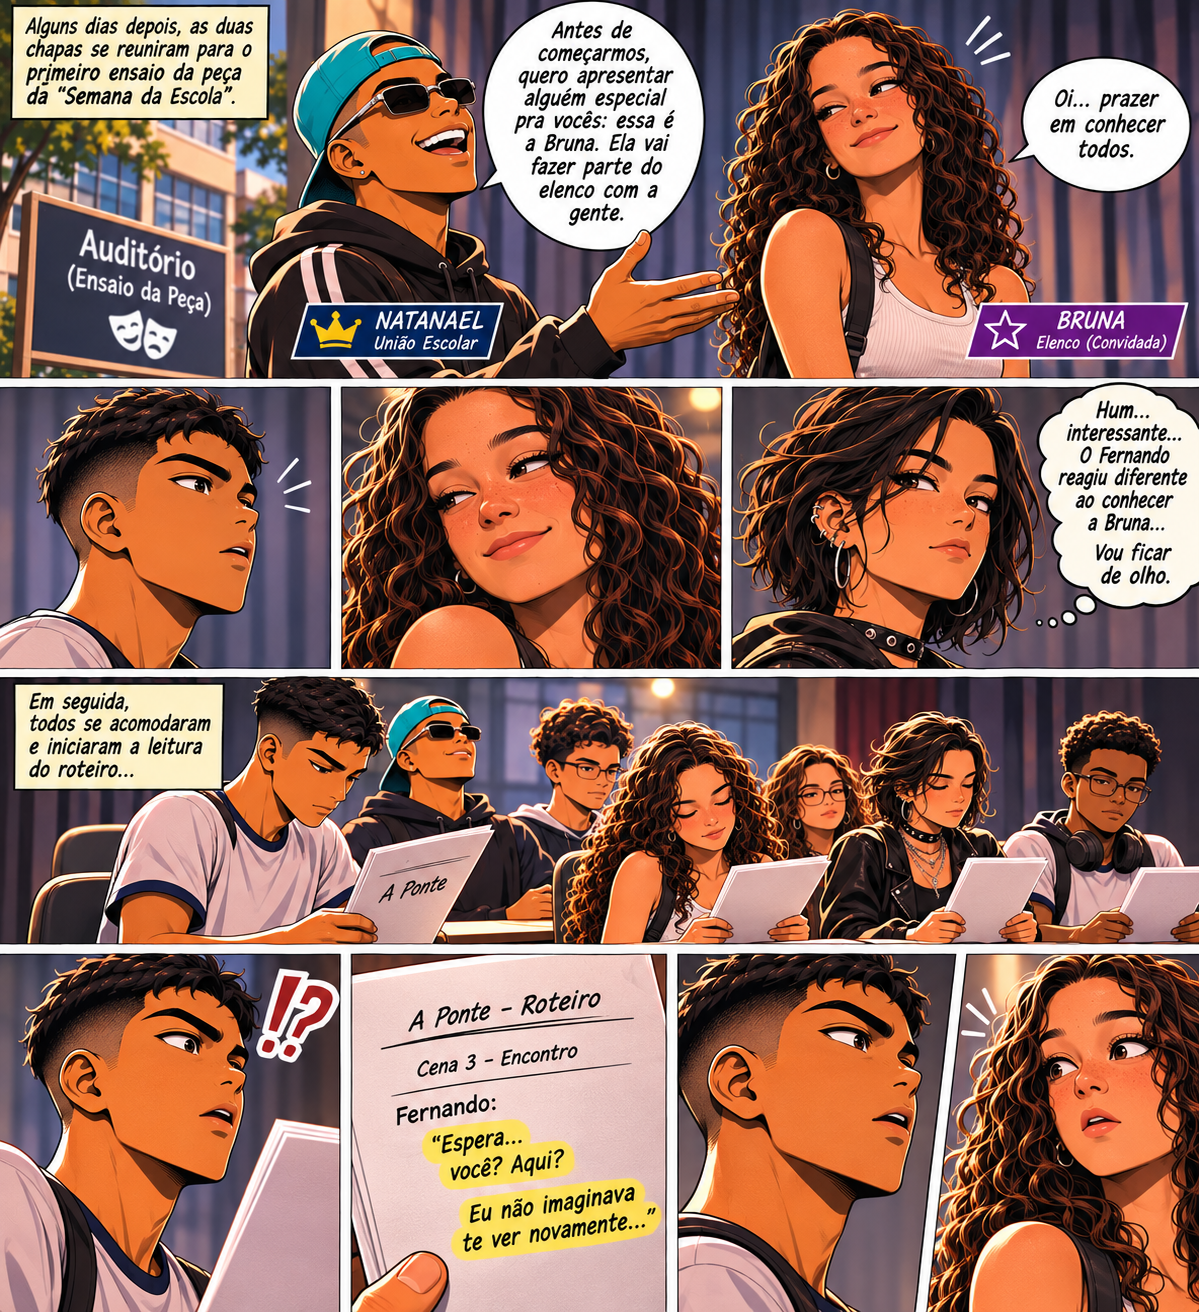 Alguns dias depois, as duas
chapas se reuniram para o
primeiro ensaio da peça
da "Semana da Escola".
Auditório
(Ensaio da Peça)
Antes de
começarmos,
quero apresentar
alguém especial
pra vocês: essa é
a Bruna. Ela vai
fazer parte do
elenco com a
gente.
Oi... prazer
em conhecer
todos.
NATANAEL
União Escolar
BRUNA
Elenco (Convidada)
Hum...
interessante...
O Fernando
reagiu diferente
ao conhecer
a Bruna...
Vou ficar
de olho.
Em seguida,
todos se acomodaram
e iniciaram a leitura
do roteiro...
A Ponte
!?
A Ponte - Roteiro
Cena 3 - Encontro
Fernando:
"Espera...
você? Aqui?
Eu não imaginava
te ver novamente..."